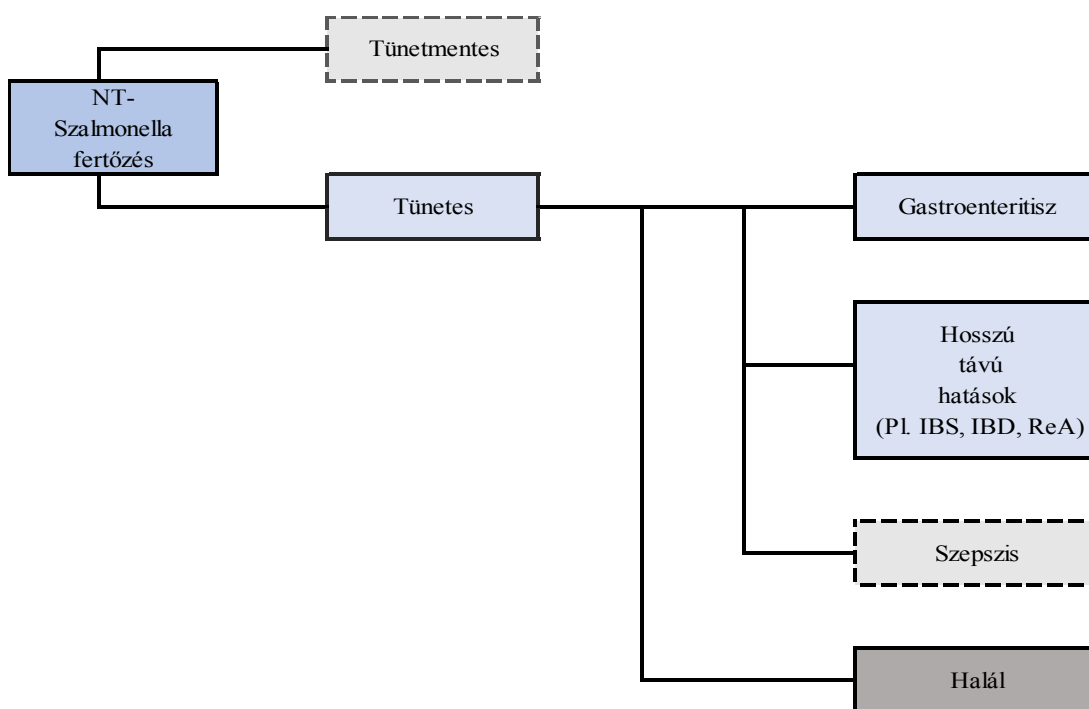 Tünetmentes
NT-
Szalmonella
fertőzés
Tünetes
Gastroenteritisz
Hosszú
távú
hatások
(Pl. IBS, IBD, ReA)
Szepszis
Halál